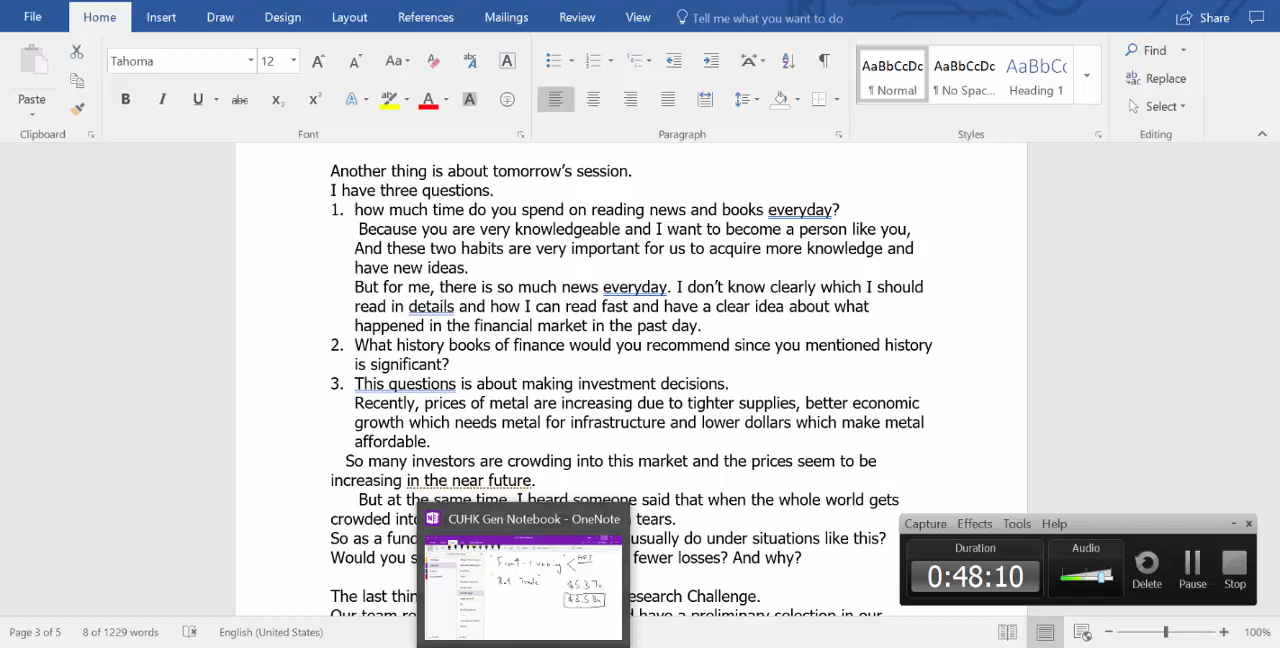 File Home Insert Draw Design Layout References Mailings Review View Tell me what you want to do Share
Paste
Clipboard
Tahoma 12
Font
Paragraph
AaBbCcDc AaBbCcDc AaBbCc
¶ Normal ¶ No Spac... Heading 1
Styles
Find
Replace
Select
Editing
Another thing is about tomorrow’s session.
I have three questions.
1. how much time do you spend on reading news and books everyday?
Because you are very knowledgeable and I want to become a person like you,
And these two habits are very important for us to acquire more knowledge and
have new ideas.
But for me, there is so much news everyday. I don’t know clearly which I should
read in details and how I can read fast and have a clear idea about what
happened in the financial market in the past day.
2. What history books of finance would you recommend since you mentioned history
is significant?
3. This questions is about making investment decisions.
Recently, prices of metal are increasing due to tighter supplies, better economic
growth which needs metal for infrastructure and lower dollars which make metal
affordable.
So many investors are crowding into this market and the prices seem to be
increasing in the near future.
But at the same time, I heard someone said that when the whole world gets
crowded into tears.
So as a fund usually do under situations like this?
Would you s fewer losses? And why?
The last thin Research Challenge.
Our team re have a preliminary selection in our
CUHK Gen Notebook - OneNote
Front-running HFT
Capture Effects Tools Help
Duration
0:48:10
Audio
Delete Pause Stop
Page 3 of 5 8 of 1229 words English (United States) 100%